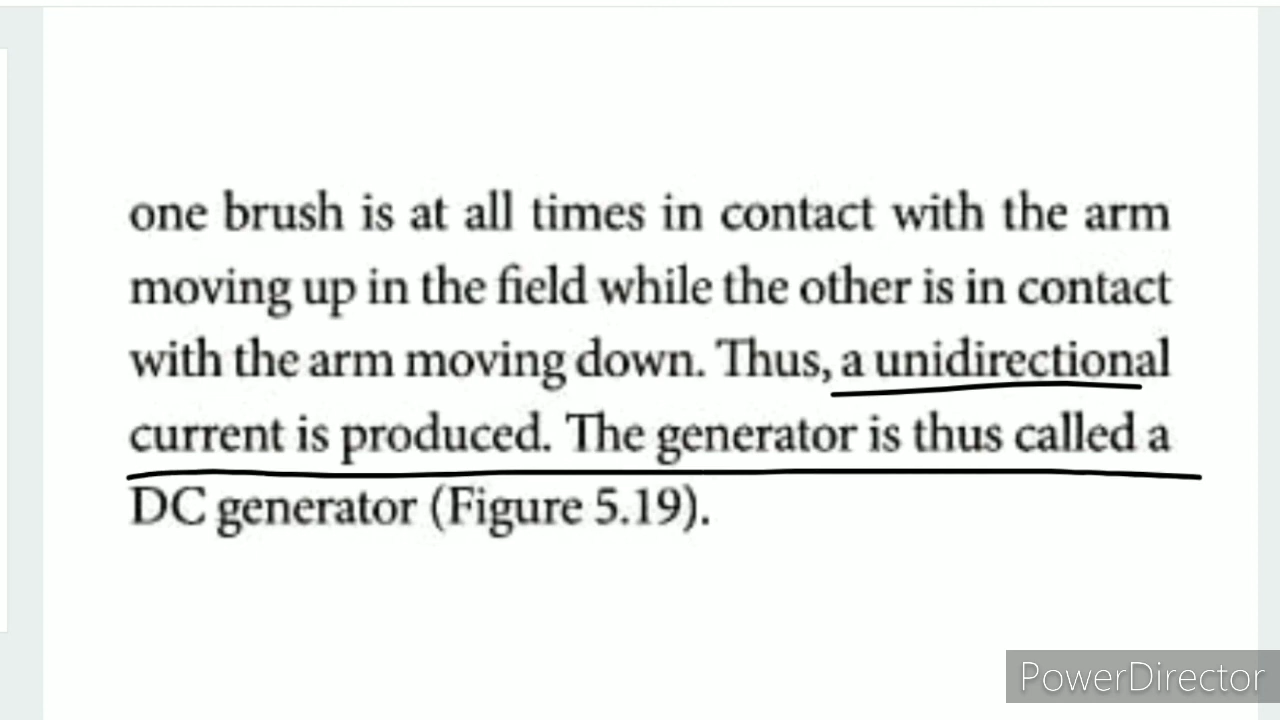 one brush is at all times in contact with the arm
moving up in the field while the other is in contact
with the arm moving down. Thus, a unidirectional
current is produced. The generator is thus called a
DC generator (Figure 5.19).
PowerDirector